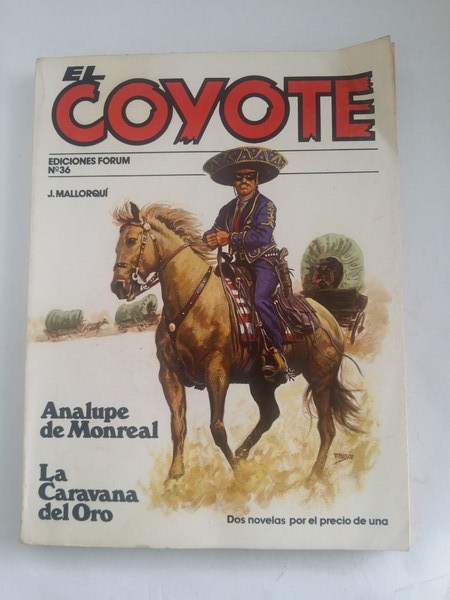 EL
COYOTE
EDICIONES FORUM
Nº36
J. MALLORQUÍ
Analupe
de Monreal
La
Caravana
del Oro
Dos novelas por el precio de una